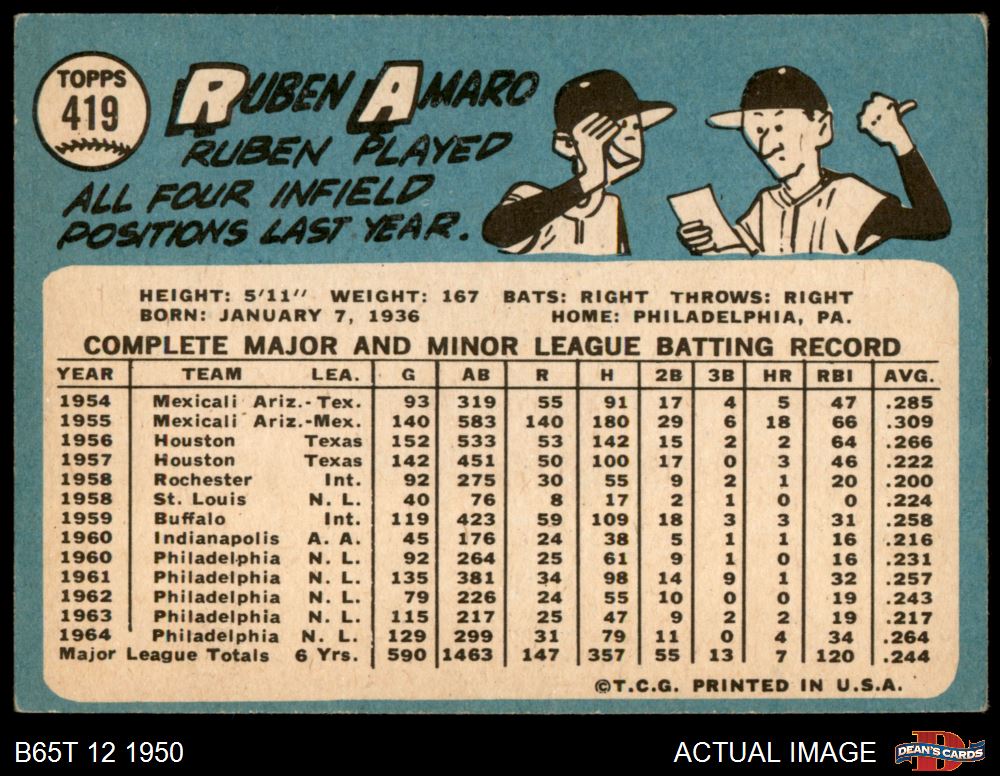 TOPPS
419
RUBEN AMARO
RUBEN PLAYED
ALL FOUR INFIELD
POSITIONS LAST YEAR.
HEIGHT: 5'11" WEIGHT: 167 BATS: RIGHT THROWS: RIGHT
BORN: JANUARY 7, 1936 HOME: PHILADELPHIA, PA.
COMPLETE MAJOR AND MINOR LEAGUE BATTING RECORD
YEAR TEAM LEA. G AB R H 2B 3B HR RBI AVG.
1954 Mexicali Ariz.-Tex. 93 319 55 91 17 4 5 47 .285
1955 Mexicali Ariz.-Mex. 140 583 140 180 29 6 18 66 .309
1956 Houston Texas 152 533 53 142 15 2 2 64 .266
1957 Houston Texas 142 451 50 100 17 0 3 46 .222
1958 Rochester Int. 92 275 30 55 9 2 1 20 .200
1958 St. Louis N. L. 40 76 8 17 2 1 0 0 .224
1959 Buffalo Int. 119 423 59 109 18 3 3 31 .258
1960 Indianapolis A. A. 45 176 24 38 5 1 1 16 .216
1960 Philadelphia N. L. 92 264 25 61 9 1 0 16 .231
1961 Philadelphia N. L. 135 381 34 98 14 9 1 32 .257
1962 Philadelphia N. L. 79 226 24 55 10 0 0 19 .243
1963 Philadelphia N. L. 115 217 25 47 9 2 2 19 .217
1964 Philadelphia N. L. 129 299 31 79 11 0 4 34 .264
Major League Totals 6 Yrs. 590 1463 147 357 55 13 7 120 .244
©T.C.G. PRINTED IN U.S.A.
B65T 12 1950 ACTUAL IMAGE D DEAN'S CARDS